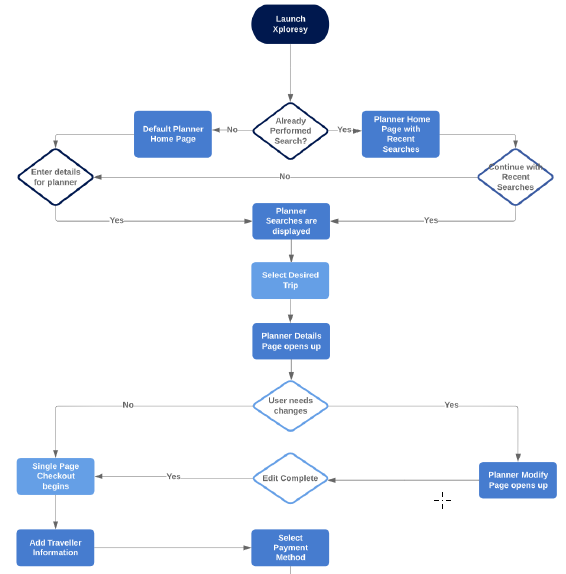 Launch
Xploresy
Already
Performed
Search?
No
Yes
Default Planner
Home Page
Planner Home
Page with
Recent
Searches
Enter details
for planner
No
Continue with
Recent
Searches
Yes
Planner
Searches are
displayed
Yes
Select Desired
Trip
Planner Details
Page opens up
No
User needs
changes
Yes
Single Page
Checkout
begins
Yes
Edit Complete
Planner Modify
Page opens up
Add Traveller
Information
Select
Payment
Method